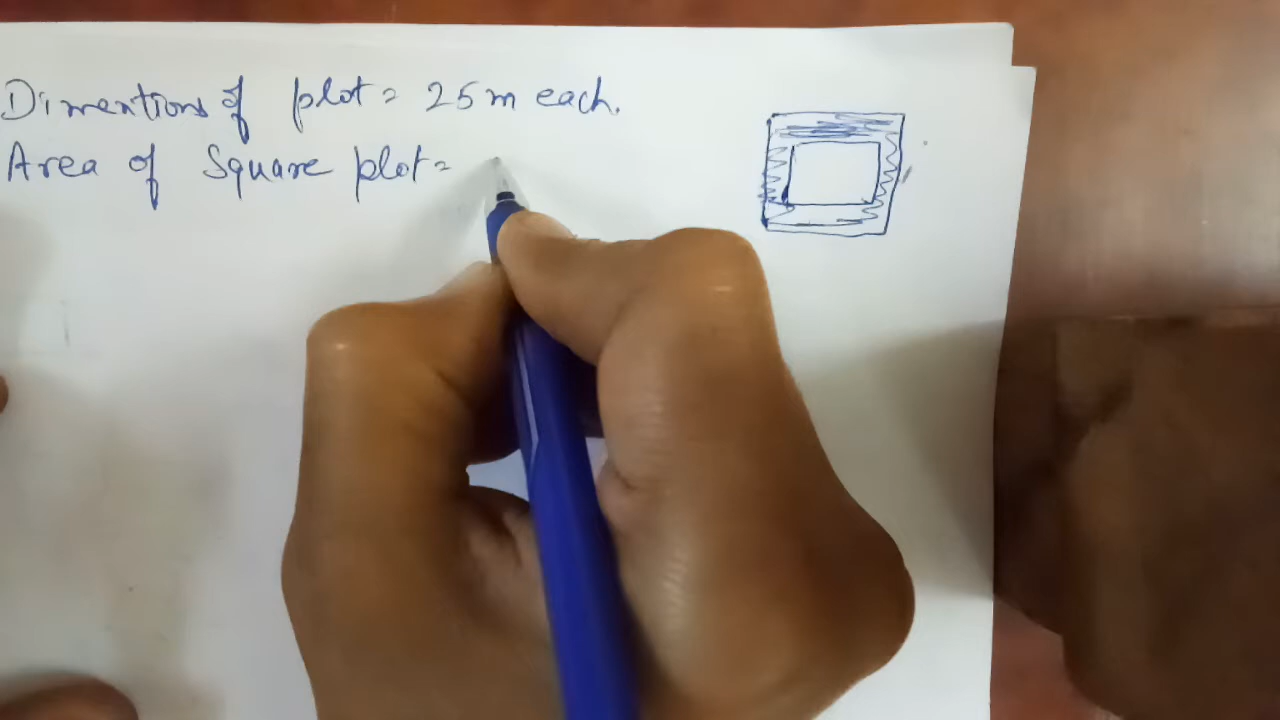 Dimentions of plot = 25 m each.
Area of Square plot =